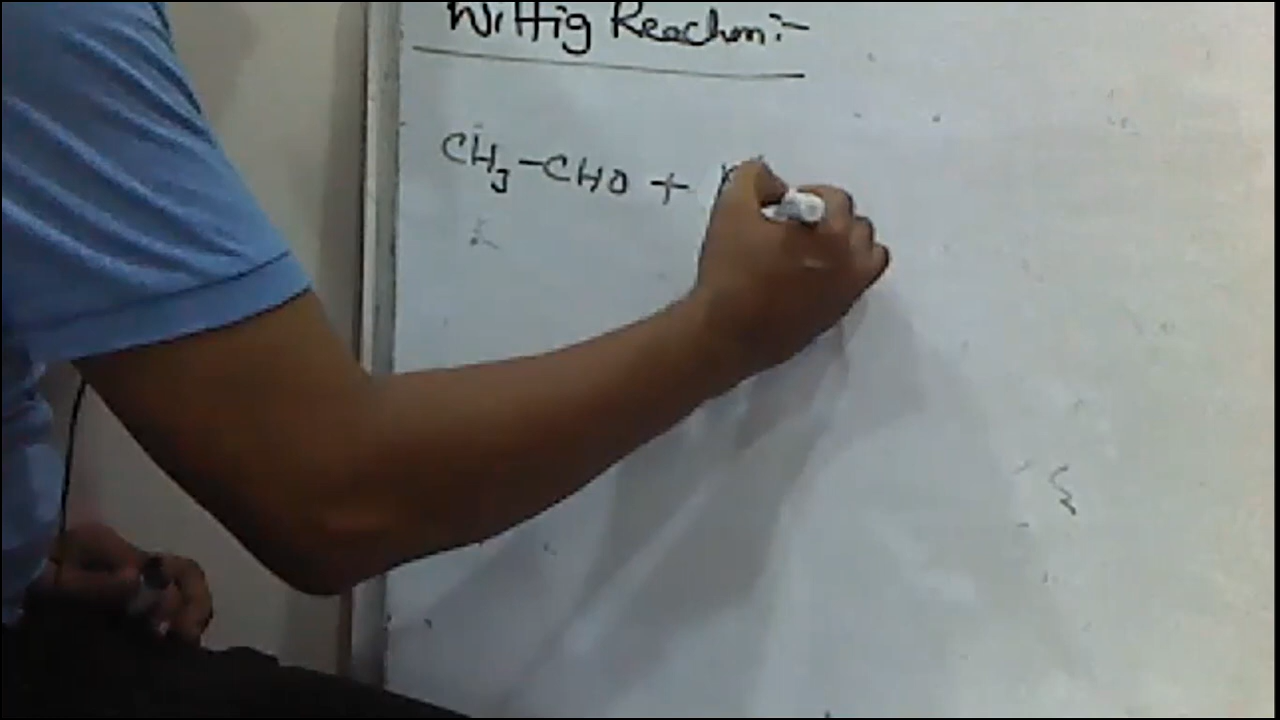 Wittig Reaction:-
CH₃-CHO +